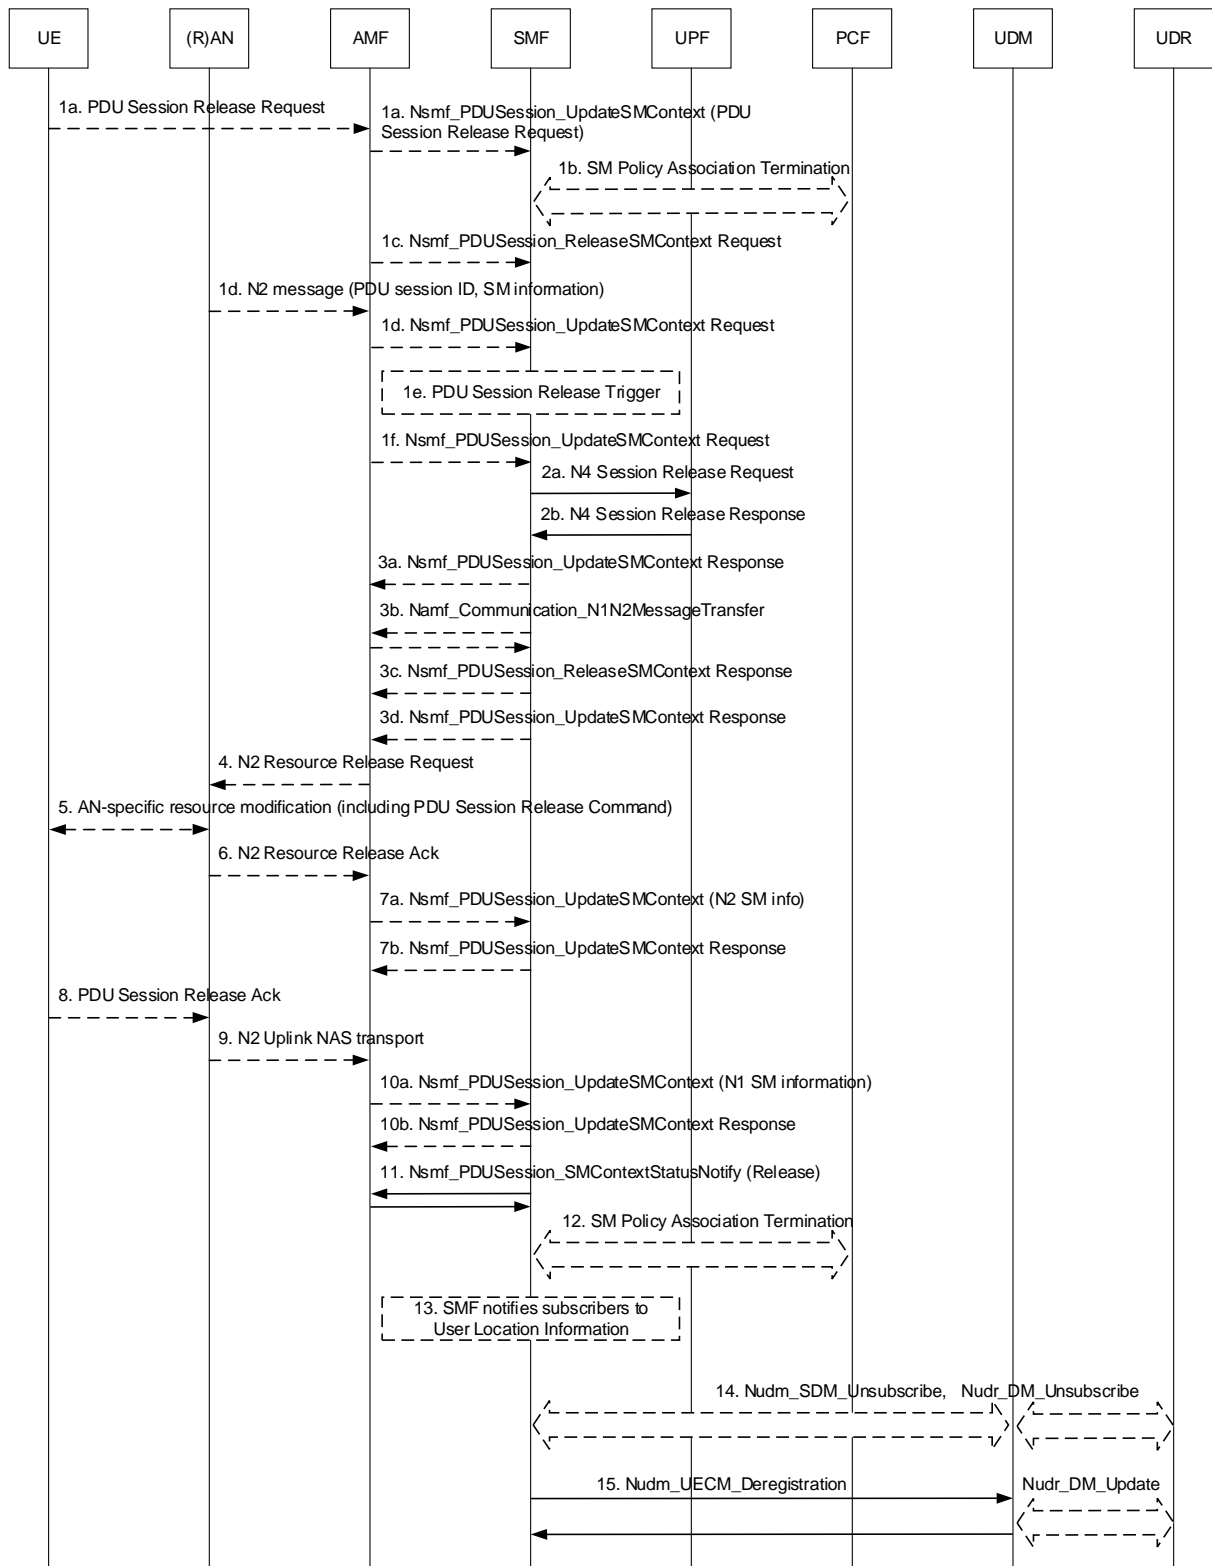 UE
(R)AN
AMF
SMF
UPF
PCF
UDM
UDR
1a. PDU Session Release Request
1a. Nsmf_PDUSession_UpdateSMContext (PDU
Session Release Request)
1b. SM Policy Association Termination
1c. Nsmf_PDUSession_ReleaseSMContext Request
1d. N2 message (PDU session ID, SM information)
1d. Nsmf_PDUSession_UpdateSMContext Request
1e. PDU Session Release Trigger
1f. Nsmf_PDUSession_UpdateSMContext Request
2a. N4 Session Release Request
2b. N4 Session Release Response
3a. Nsmf_PDUSession_UpdateSMContext Response
3b. Namf_Communication_N1N2MessageTransfer
3c. Nsmf_PDUSession_ReleaseSMContext Response
3d. Nsmf_PDUSession_UpdateSMContext Response
4. N2 Resource Release Request
5. AN-specific resource modification (including PDU Session Release Command)
6. N2 Resource Release Ack
7a. Nsmf_PDUSession_UpdateSMContext (N2 SM info)
7b. Nsmf_PDUSession_UpdateSMContext Response
8. PDU Session Release Ack
9. N2 Uplink NAS transport
10a. Nsmf_PDUSession_UpdateSMContext (N1 SM information)
10b. Nsmf_PDUSession_UpdateSMContext Response
11. Nsmf_PDUSession_SMContextStatusNotify (Release)
12. SM Policy Association Termination
13. SMF notifies subscribers to
User Location Information
14. Nudm_SDM_Unsubscribe, Nudr_DM_Unsubscribe
15. Nudm_UECM_Deregistration
Nudr_DM_Update